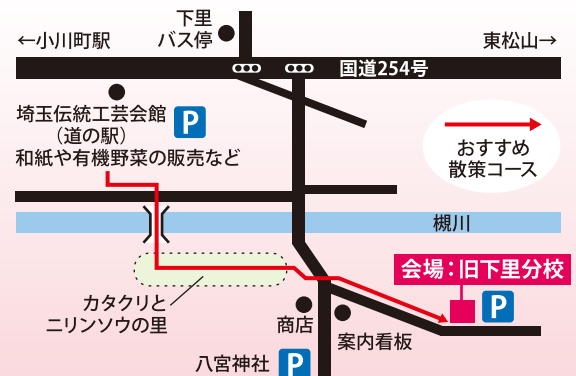 下里
バス停
←小川町駅
東松山→
国道254号
埼玉伝統工芸会館
（道の駅）
和紙や有機野菜の販売など
P
おすすめ
散策コース
槻川
会場：旧下里分校
P
カタクリと
ニリンソウの里
商店
案内看板
八宮神社
P